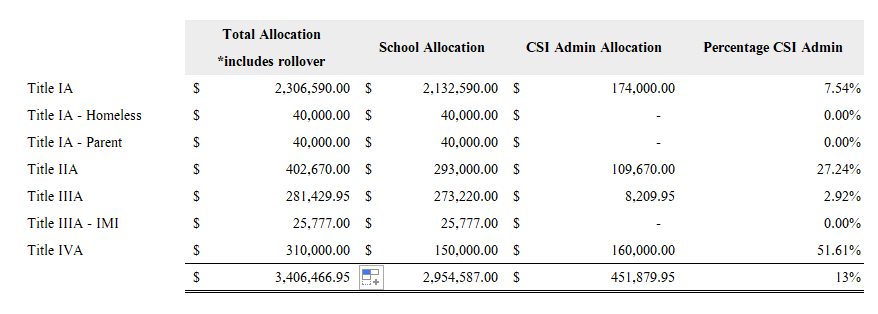 Total Allocation
*includes rollover School Allocation CSI Admin Allocation Percentage CSI Admin
Title IA $ 2,306,590.00 $ 2,132,590.00 $ 174,000.00 7.54%
Title IA - Homeless $ 40,000.00 $ 40,000.00 $ - 0.00%
Title IA - Parent $ 40,000.00 $ 40,000.00 $ - 0.00%
Title IIA $ 402,670.00 $ 293,000.00 $ 109,670.00 27.24%
Title IIIA $ 281,429.95 $ 273,220.00 $ 8,209.95 2.92%
Title IIIA - IMI $ 25,777.00 $ 25,777.00 $ - 0.00%
Title IVA $ 310,000.00 $ 150,000.00 $ 160,000.00 51.61%
$ 3,406,466.95 2,954,587.00 $ 451,879.95 13%